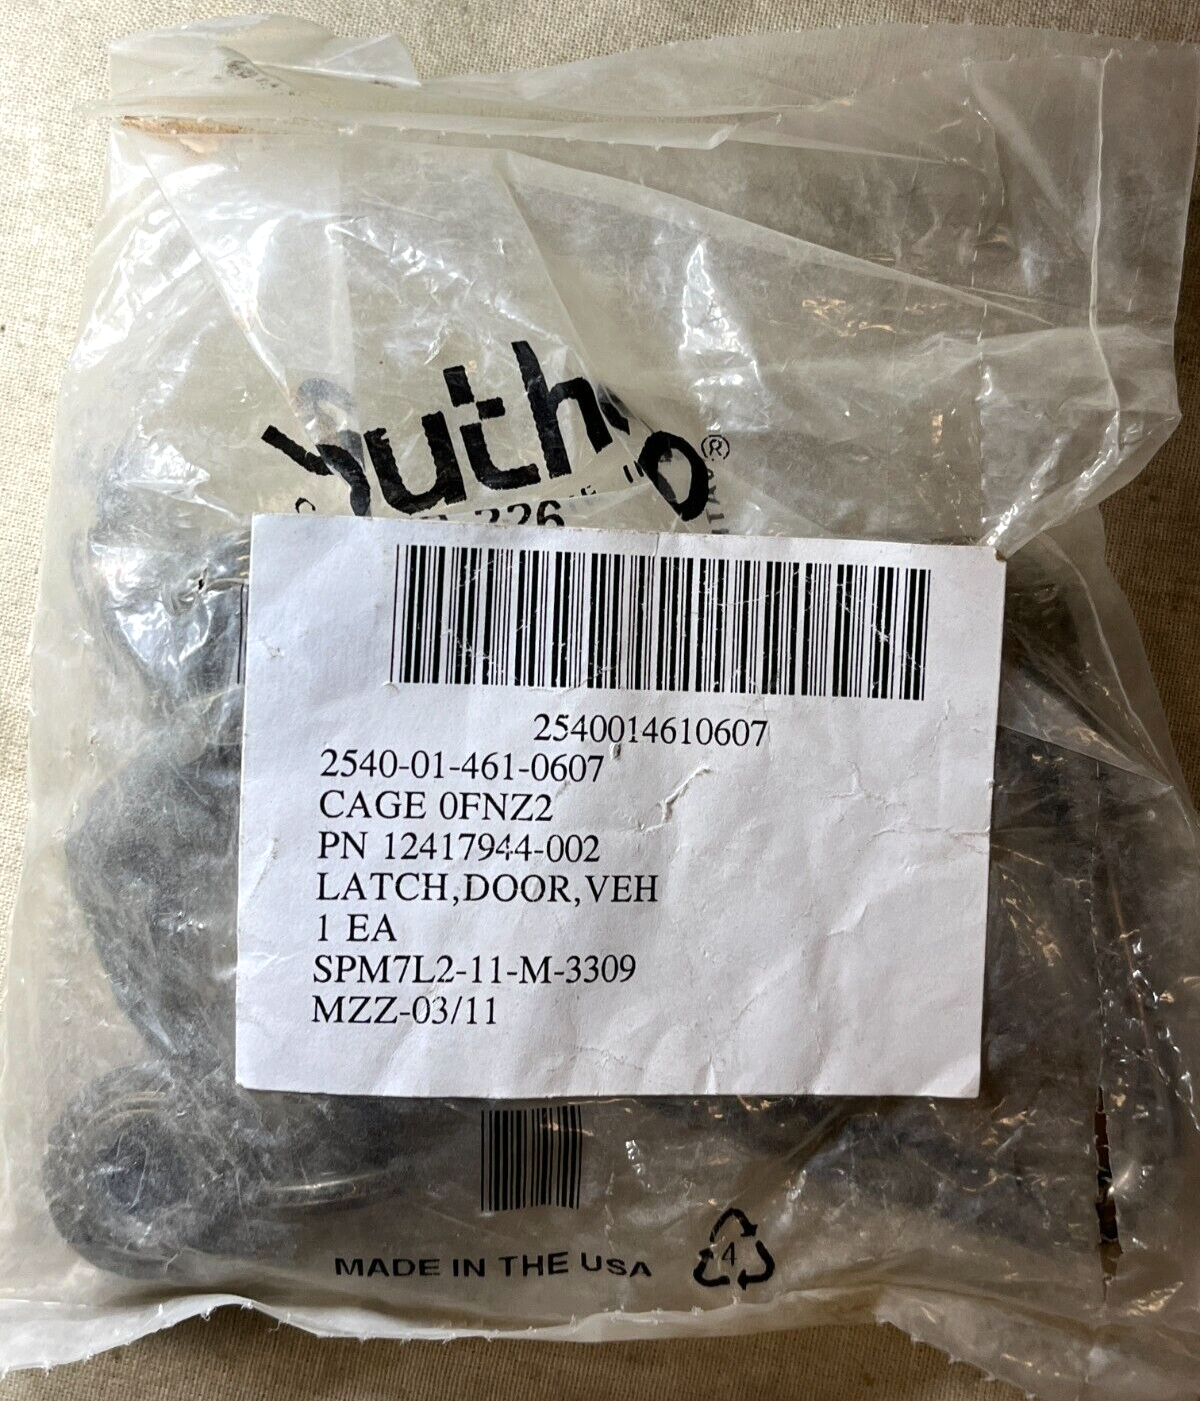 ®
226
2540014610607
2540-01-461-0607
CAGE 0FNZ2
PN 12417944-002
LATCH,DOOR,VEH
1 EA
SPM7L2-11-M-3309
MZZ-03/11
MADE IN THE USA
4